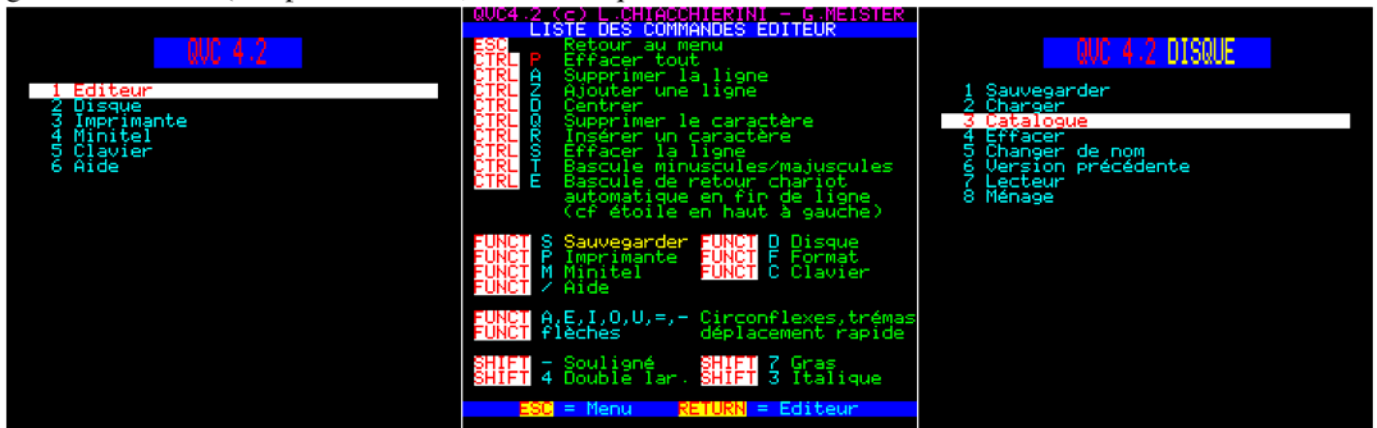 QVC 4.2
1 Editeur
2 Disque
3 Imprimante
4 Minitel
5 Clavier
6 Aide
QVC4.2 (c) L.CHIACCHIERINI - G.MEISTER
LISTE DES COMMANDES EDITEUR
ESC Retour au menu
CTRL P Effacer tout
CTRL A Supprimer la ligne
CTRL Z Ajouter une ligne
CTRL D Centrer
CTRL Q Supprimer le caractère
CTRL R Insérer un caractère
CTRL S Effacer la ligne
CTRL T Bascule minuscules/majuscules
CTRL E Bascule de retour chariot
automatique en fin de ligne
(cf étoile en haut à gauche)
FUNCT S Sauvegarder FUNCT D Disque
FUNCT P Imprimante FUNCT F Format
FUNCT M Minitel FUNCT C Clavier
FUNCT / Aide
FUNCT A,E,I,O,U,=,- Circonflexes,trémas
FUNCT flèches déplacement rapide
SHIFT - Souligné SHIFT 7 Gras
SHIFT 4 Double lar. SHIFT 3 Italique
ESC = Menu RETURN = Editeur
QVC 4.2 DISQUE
1 Sauvegarder
2 Charger
3 Catalogue
4 Effacer
5 Changer de nom
6 Version précédente
7 Lecteur
8 Ménage